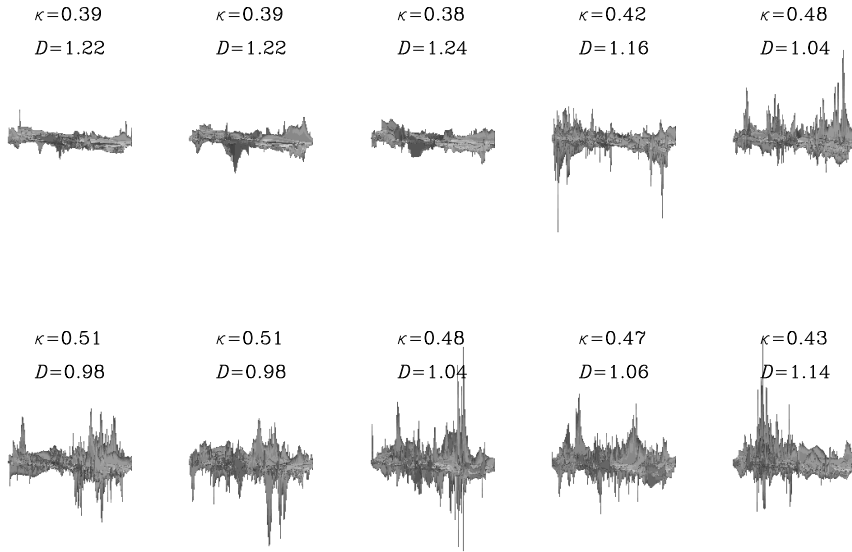 κ=0.39 κ=0.39 κ=0.38 κ=0.42 κ=0.48
D=1.22 D=1.22 D=1.24 D=1.16 D=1.04
κ=0.51 κ=0.51 κ=0.48 κ=0.47 κ=0.43
D=0.98 D=0.98 D=1.04 D=1.06 D=1.14